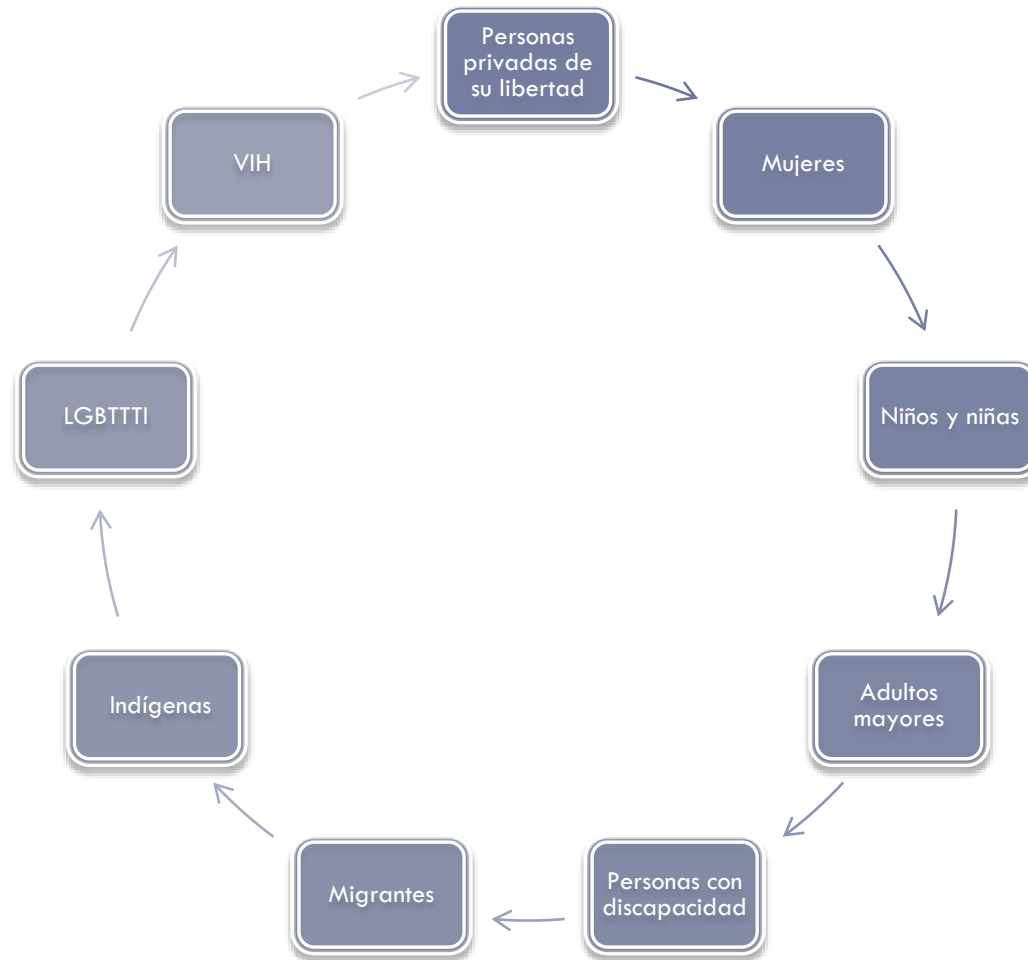 Personas
privadas de
su libertad
Mujeres
Niños y niñas
Adultos
mayores
Personas con
discapacidad
Migrantes
Indígenas
LGBTTTI
VIH